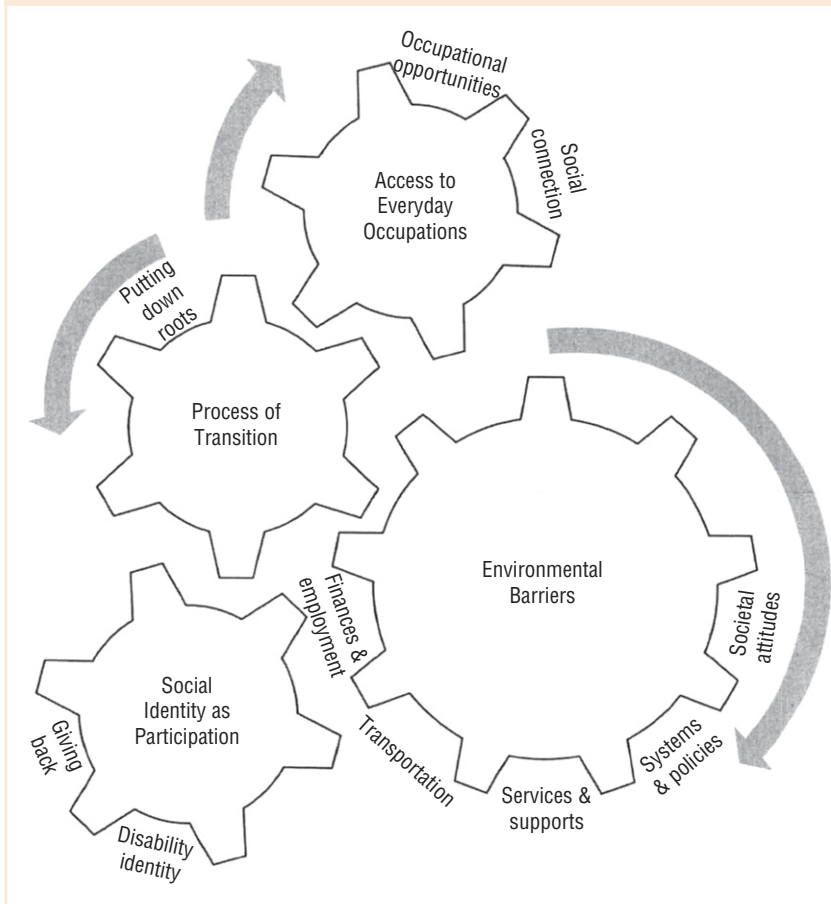 Occupational
opportunities
Social
connection
Access to
Everyday
Occupations
Putting
down
roots
Process of
Transition
Environmental
Barriers
Finances &
employment
Societal
attitudes
Social
Identity as
Participation
Giving
back
Transportation
Systems
& policies
Services &
supports
Disability
identity